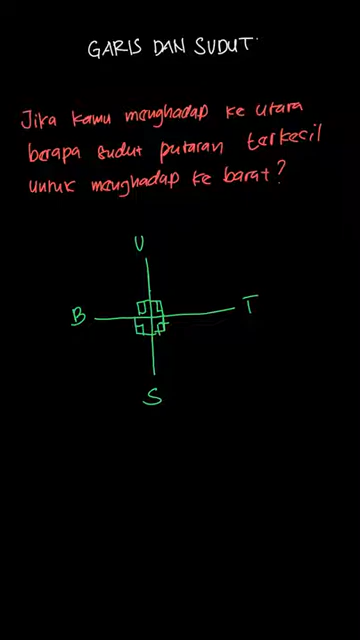 GARIS DAN SUDUT
Jika kamu menghadap ke utara
berapa sudut putaran terkecil
untuk menghadap ke barat?
U
B T
S